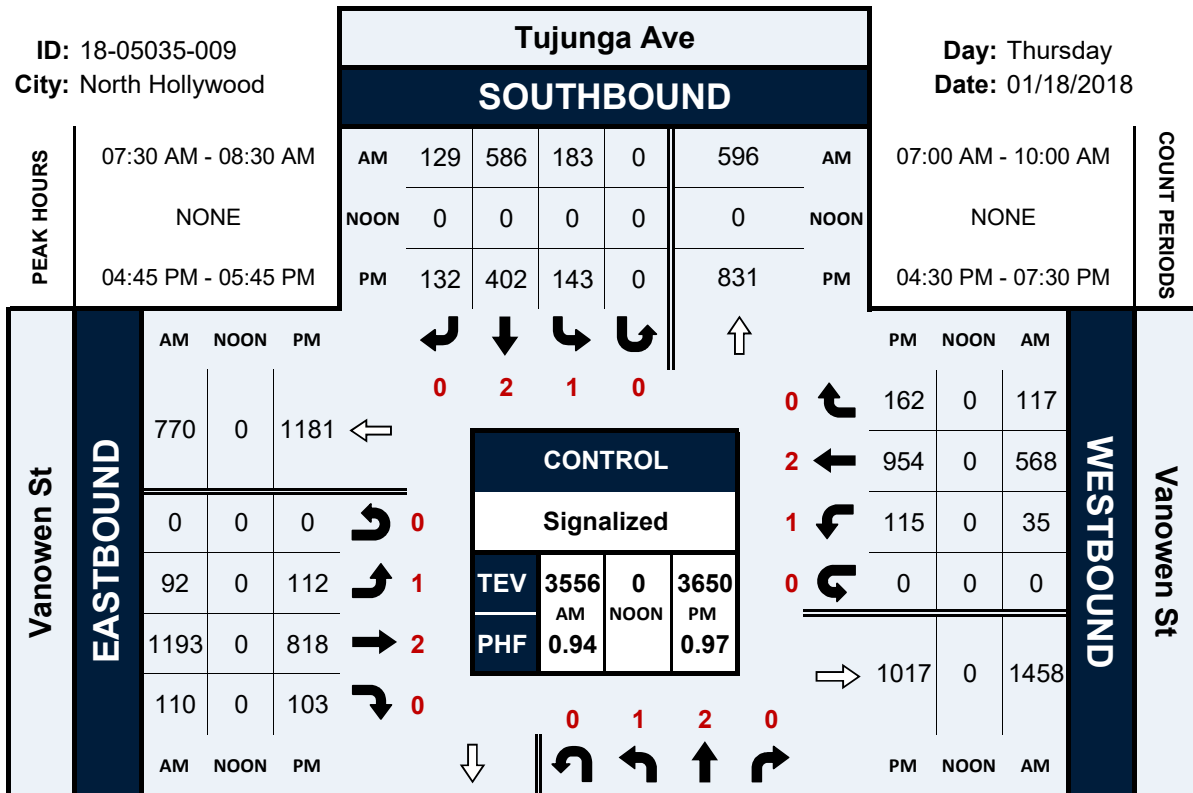 Tujunga Ave
ID: 18-05035-009
City: North Hollywood
Day: Thursday
Date: 01/18/2018
SOUTHBOUND
PEAK HOURS
07:30 AM - 08:30 AM
NONE
04:45 PM - 05:45 PM
AM 129 586 183 0 596 AM
NOON 0 0 0 0 0 NOON
PM 132 402 143 0 831 PM
07:00 AM - 10:00 AM
NONE
04:30 PM - 07:30 PM
COUNT PERIODS
0 2 1 0
Vanowen St
EASTBOUND
AM NOON PM
770 0 1181
0 0 0 0
92 0 112 1
1193 0 818 2
110 0 103 0
AM NOON PM
CONTROL
Signalized
TEV 3556 0 3650
AM NOON PM
PHF 0.94 0.97
PM NOON AM
0 162 0 117
2 954 0 568
1 115 0 35
0 0 0 0
1017 0 1458
PM NOON AM
WESTBOUND
Vanowen St
0 1 2 0